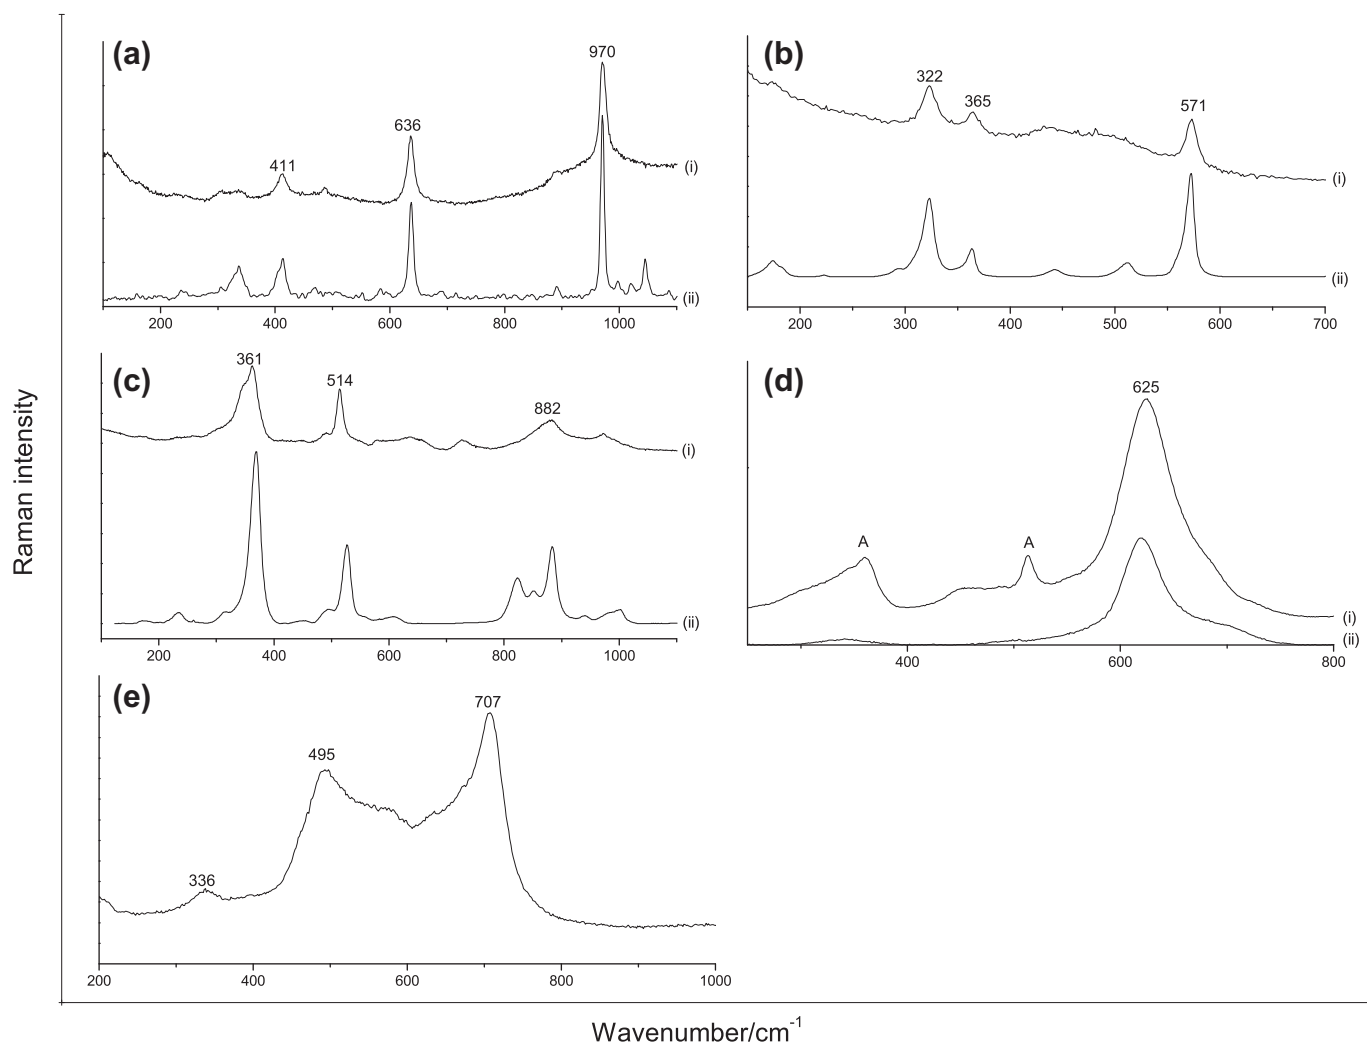 (a)
970
636
411
(i)
(ii)
200 400 600 800 1000
(b)
322
365
571
(i)
(ii)
200 300 400 500 600 700
(c)
361
514
882
(i)
(ii)
200 400 600 800 1000
(d)
625
A
A
(i)
(ii)
400 600 800
(e)
707
495
336
200 400 600 800 1000
Raman intensity
Wavenumber/cm⁻¹